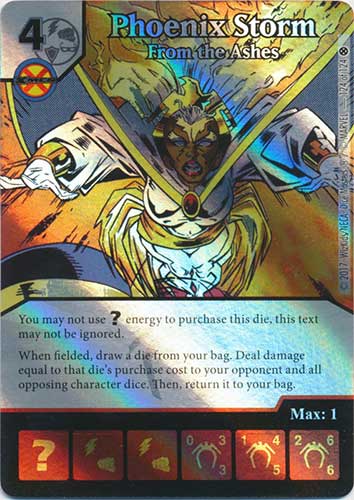 4
Phoenix Storm
From the Ashes
X-MEN
You may not use ? energy to purchase this die, this text
may not be ignored.
When fielded, draw a die from your bag. Deal damage
equal to that die's purchase cost to your opponent and all
opposing character dice. Then, return it to your bag.
Max: 1
? 0 3 3 1 4 5 2 6 6